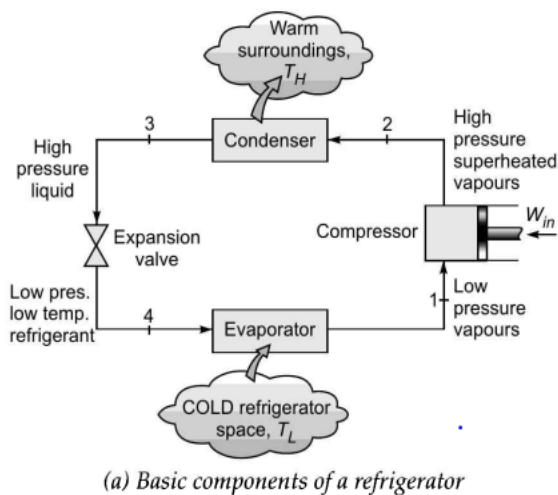 Warm
surroundings,
T_H
3
2
Condenser
High
pressure
liquid
High
pressure
superheated
vapours
Expansion
valve
Compressor
W_in
Low pres.
low temp.
refrigerant
4
Evaporator
1
Low
pressure
vapours
COLD refrigerator
space, T_L
(a) Basic components of a refrigerator